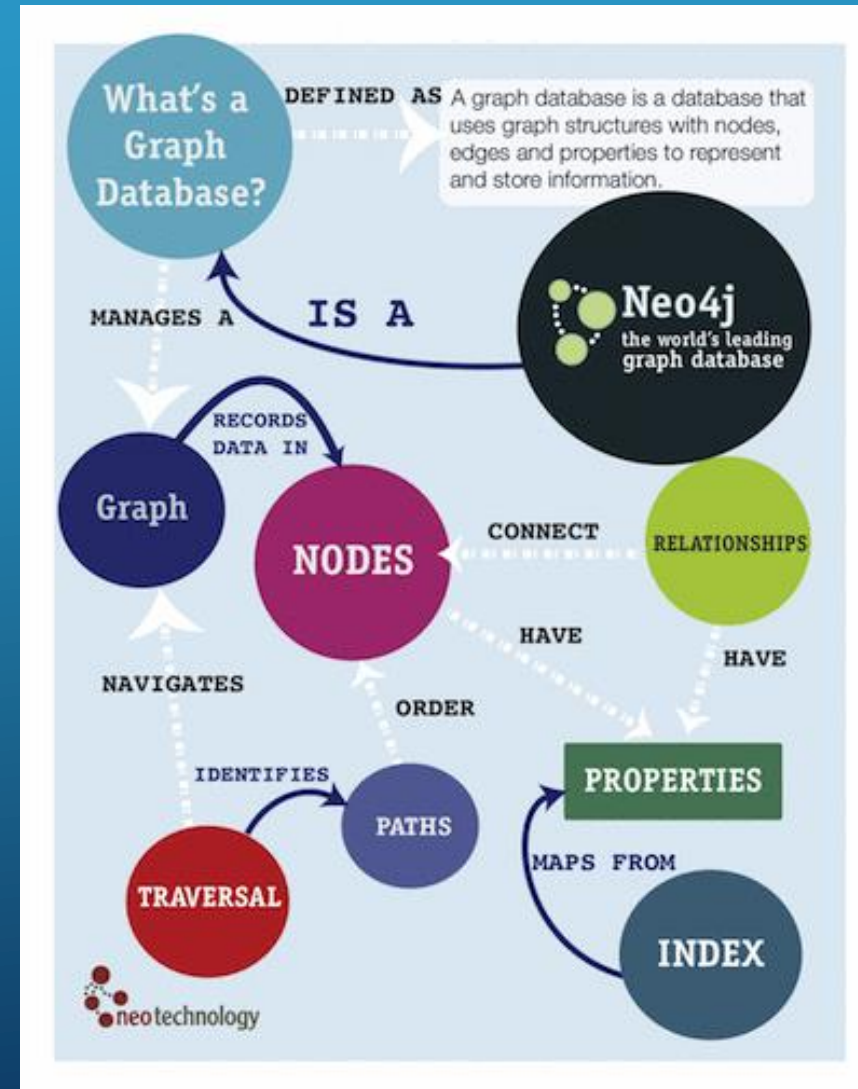 What's a
Graph
Database?
DEFINED AS
A graph database is a database that
uses graph structures with nodes,
edges and properties to represent
and store information.
Neo4j
the world's leading
graph database
IS A
MANAGES A
RECORDS
DATA IN
Graph
NODES
CONNECT
RELATIONSHIPS
HAVE
HAVE
NAVIGATES
ORDER
IDENTIFIES
PATHS
PROPERTIES
MAPS FROM
TRAVERSAL
INDEX
neotechnology